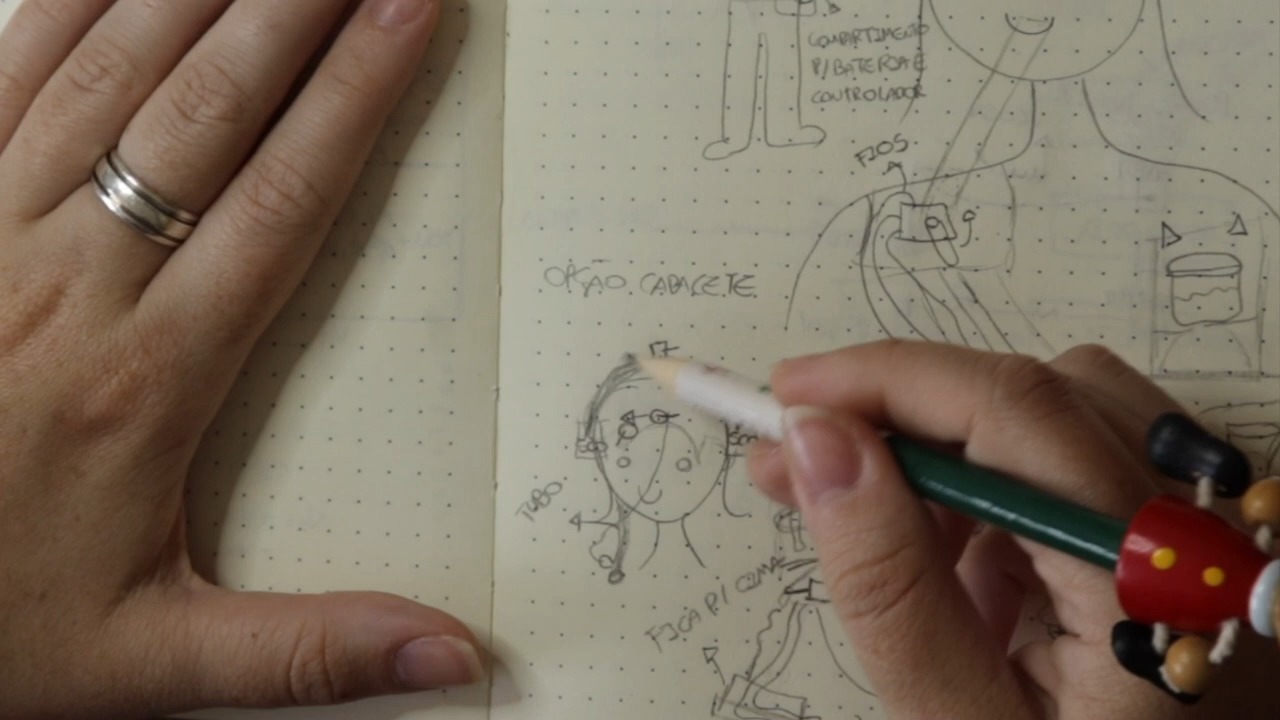 COMPARTIMENTO
P/ BATERIA E
CONTROLADOR
FIOS
OPÇÃO CAPACETE
TUBO
FICA P/ CIMA